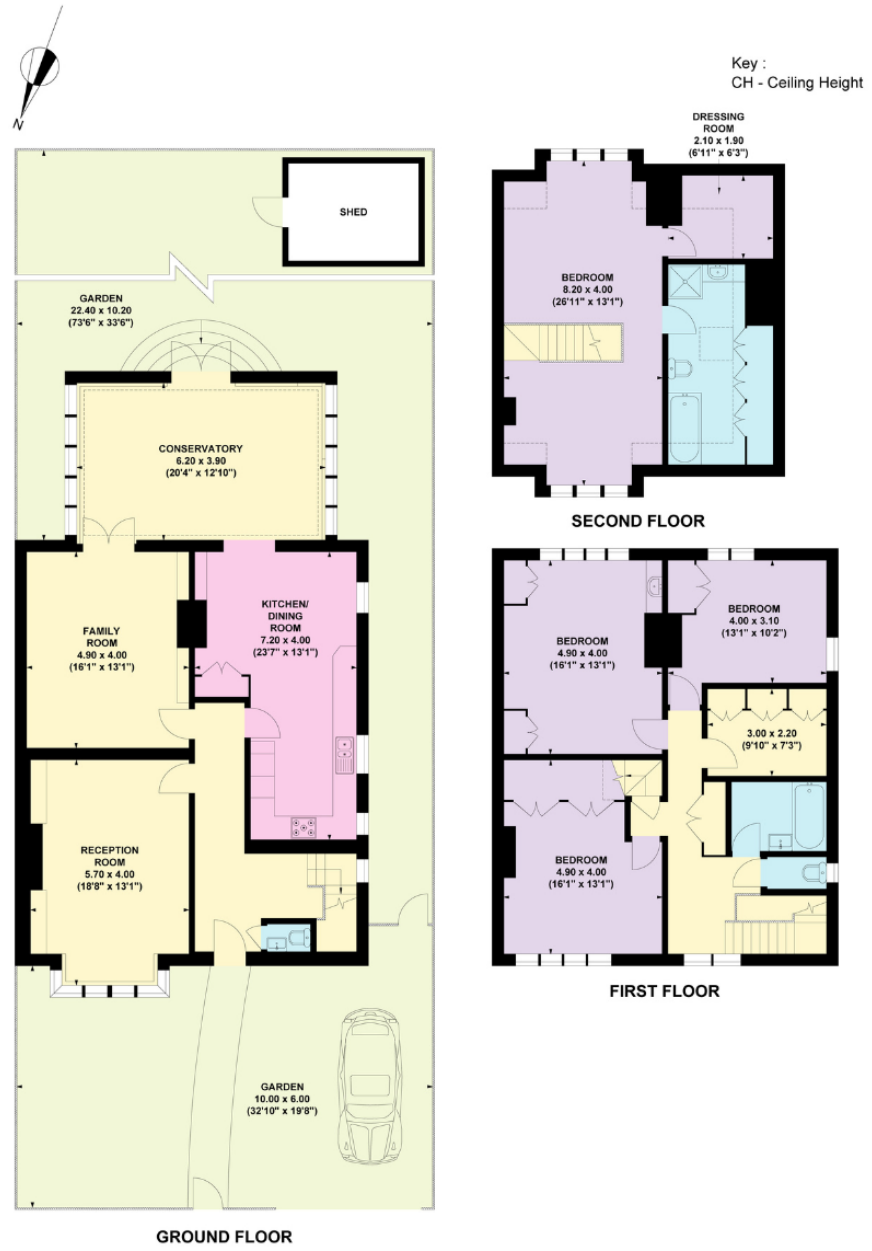 N
Key :
CH - Ceiling Height
SHED
GARDEN
22.40 x 10.20
(73'6" x 33'6")
CONSERVATORY
6.20 x 3.90
(20'4" x 12'10")
FAMILY
ROOM
4.90 x 4.00
(16'1" x 13'1")
KITCHEN/
DINING
ROOM
7.20 x 4.00
(23'7" x 13'1")
RECEPTION
ROOM
5.70 x 4.00
(18'8" x 13'1")
GARDEN
10.00 x 6.00
(32'10" x 19'8")
GROUND FLOOR
DRESSING
ROOM
2.10 x 1.90
(6'11" x 6'3")
BEDROOM
8.20 x 4.00
(26'11" x 13'1")
SECOND FLOOR
BEDROOM
4.90 x 4.00
(16'1" x 13'1")
BEDROOM
4.00 x 3.10
(13'1" x 10'2")
3.00 x 2.20
(9'10" x 7'3")
BEDROOM
4.90 x 4.00
(16'1" x 13'1")
FIRST FLOOR